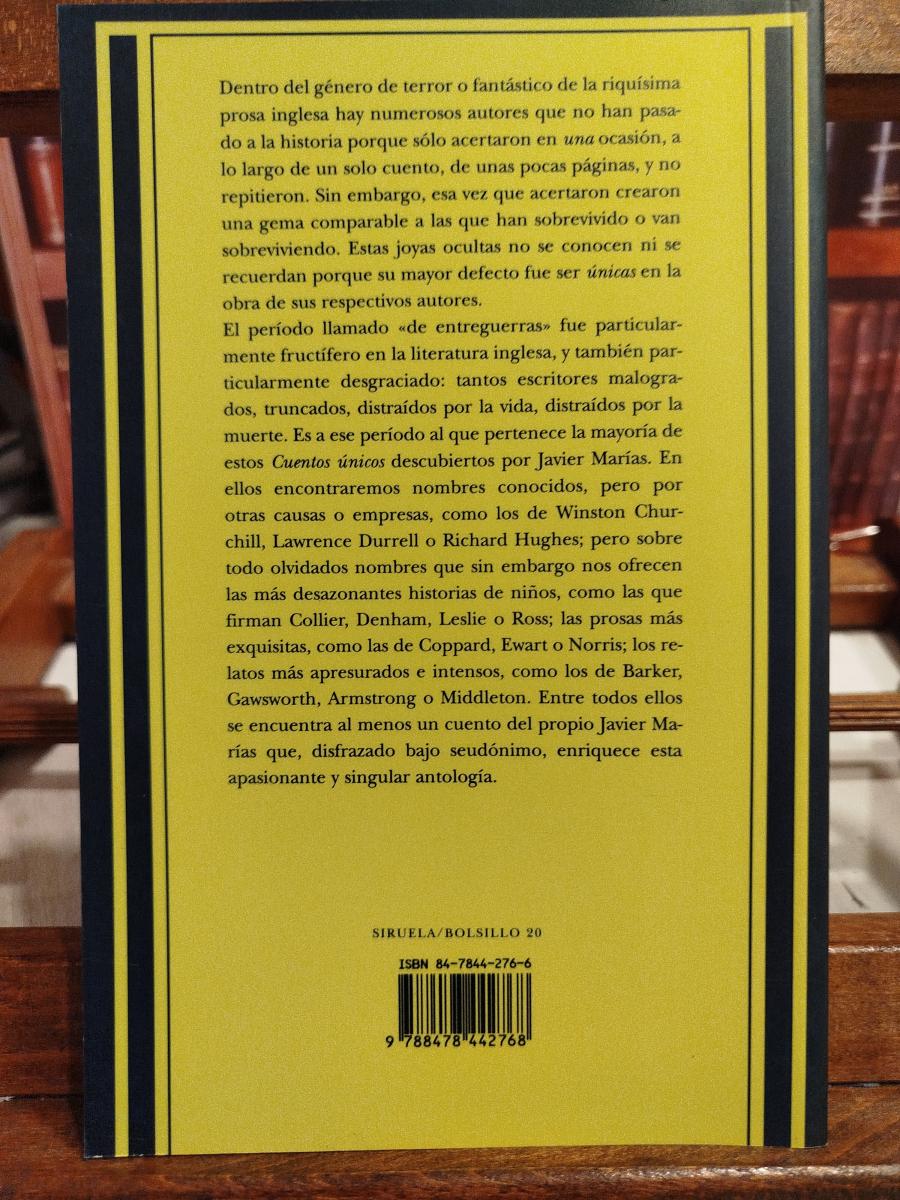 Dentro del género de terror o fantástico de la riquísima
prosa inglesa hay numerosos autores que no han pasa-
do a la historia porque sólo acertaron en una ocasión, a
lo largo de un solo cuento, de unas pocas páginas, y no
repitieron. Sin embargo, esa vez que acertaron crearon
una gema comparable a las que han sobrevivido o van
sobreviviendo. Estas joyas ocultas no se conocen ni se
recuerdan porque su mayor defecto fue ser únicas en la
obra de sus respectivos autores.
El período llamado «de entreguerras» fue particular-
mente fructífero en la literatura inglesa, y también par-
ticularmente desgraciado: tantos escritores malogra-
dos, truncados, distraídos por la vida, distraídos por la
muerte. Es a ese período al que pertenece la mayoría de
estos Cuentos únicos descubiertos por Javier Marías. En
ellos encontraremos nombres conocidos, pero por
otras causas o empresas, como los de Winston Chur-
chill, Lawrence Durrell o Richard Hughes; pero sobre
todo olvidados nombres que sin embargo nos ofrecen
las más desazonantes historias de niños, como las que
firman Collier, Denham, Leslie o Ross; las prosas más
exquisitas, como las de Coppard, Ewart o Norris; los re-
latos más apresurados e intensos, como los de Barker,
Gawsworth, Armstrong o Middleton. Entre todos ellos
se encuentra al menos un cuento del propio Javier Ma-
rías que, disfrazado bajo seudónimo, enriquece esta
apasionante y singular antología.
SIRUELA/BOLSILLO 20
ISBN 84-7844-276-6
9 788478 442768